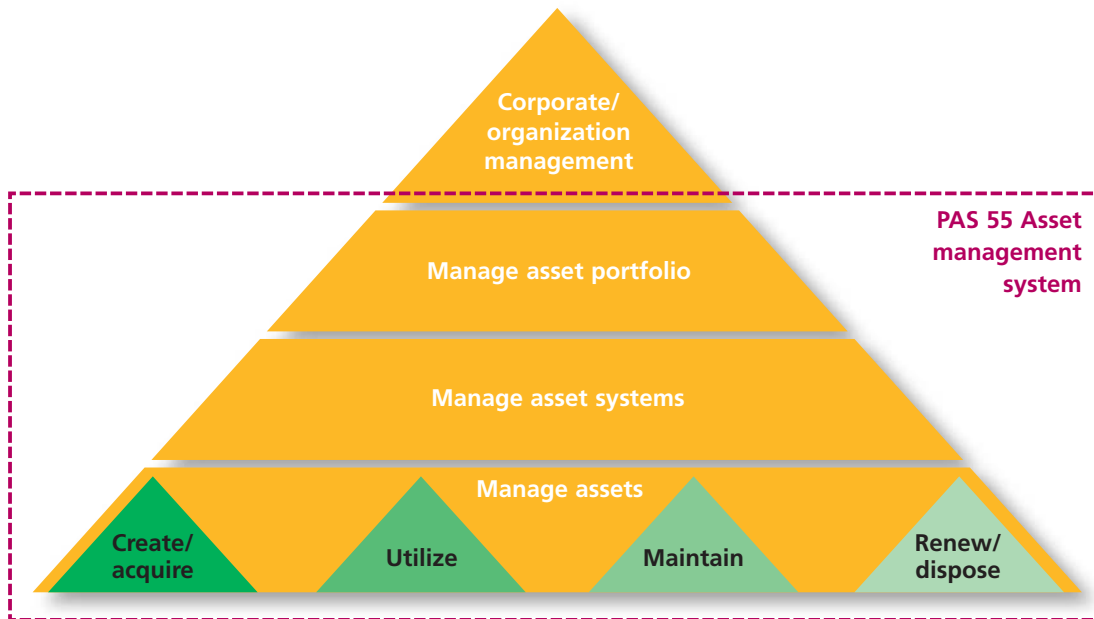 Corporate/
organization
management
PAS 55 Asset
management
system
Manage asset portfolio
Manage asset systems
Manage assets
Create/
acquire
Utilize
Maintain
Renew/
dispose